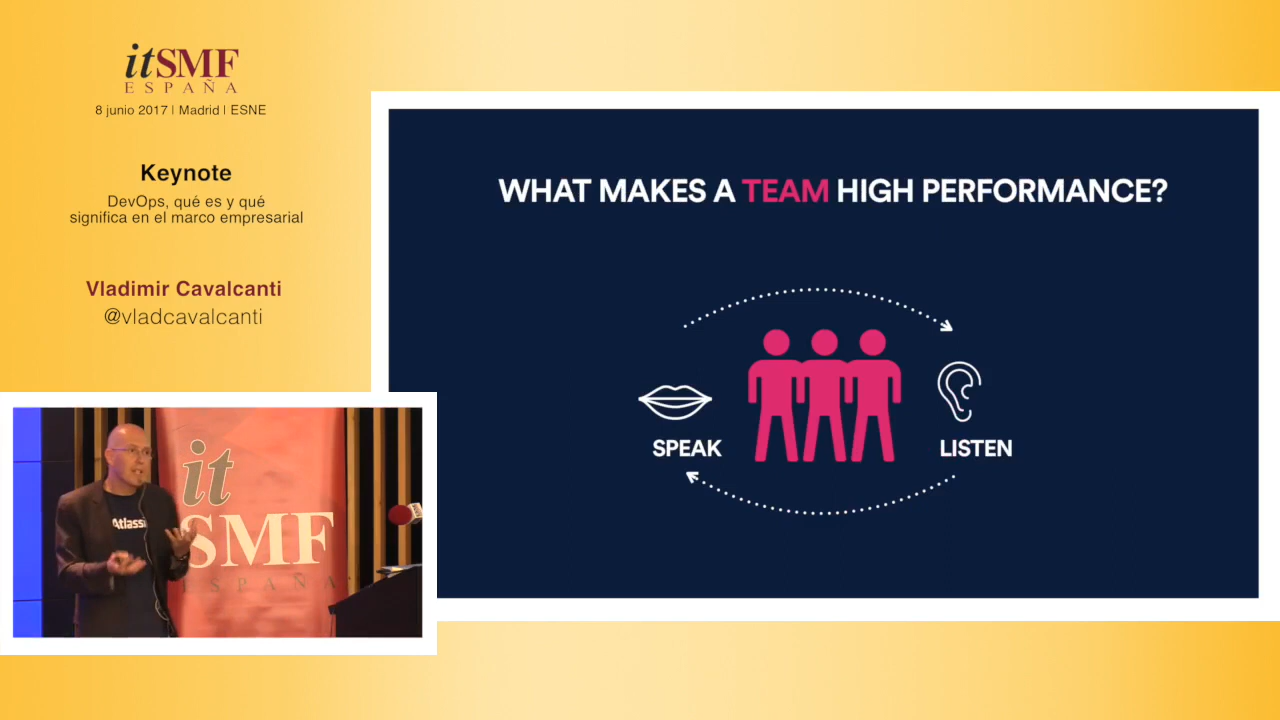 itSMF
ESPAÑA
8 junio 2017 | Madrid | ESNE
Keynote
DevOps, qué es y qué
significa en el marco empresarial
Vladimir Cavalcanti
@vladcavalcanti
WHAT MAKES A TEAM HIGH PERFORMANCE?
SPEAK
LISTEN
it
SMF
ESPAÑA